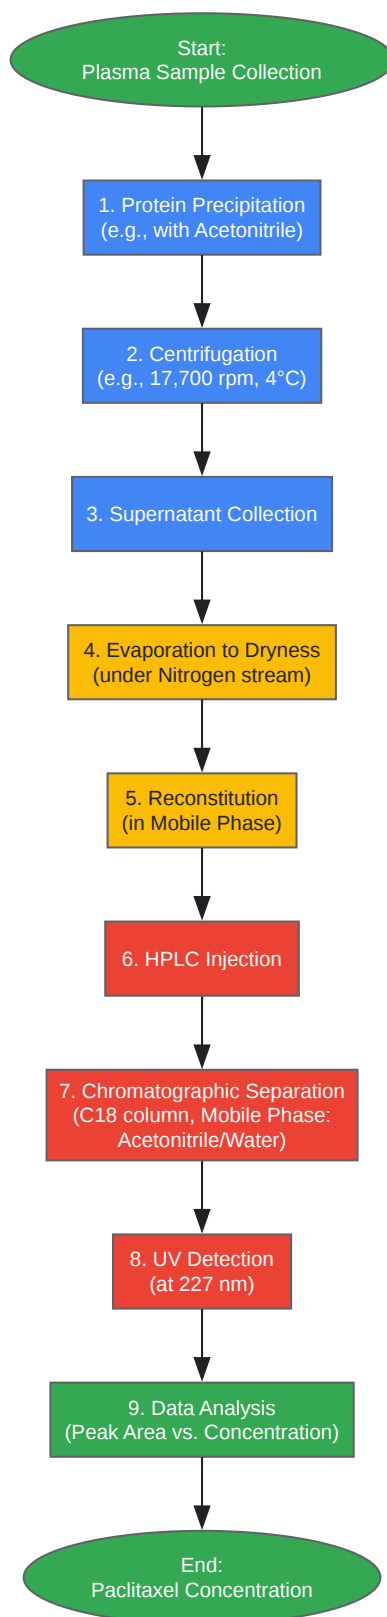 Start:
Plasma Sample Collection
1. Protein Precipitation
(e.g., with Acetonitrile)
2. Centrifugation
(e.g., 17,700 rpm, 4°C)
3. Supernatant Collection
4. Evaporation to Dryness
(under Nitrogen stream)
5. Reconstitution
(in Mobile Phase)
6. HPLC Injection
7. Chromatographic Separation
(C18 column, Mobile Phase:
Acetonitrile/Water)
8. UV Detection
(at 227 nm)
9. Data Analysis
(Peak Area vs. Concentration)
End:
Paclitaxel Concentration